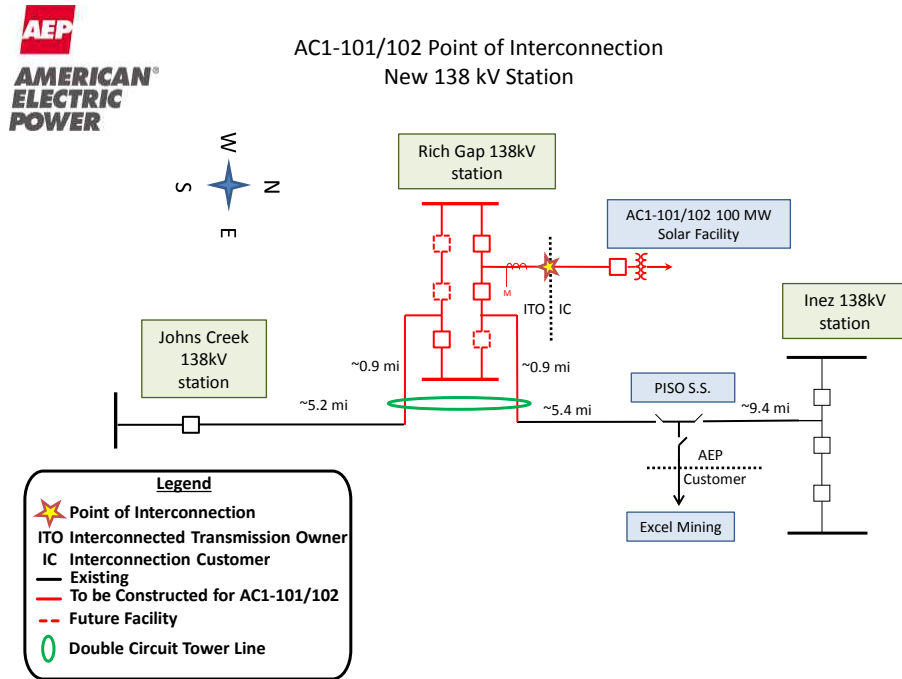 AEP
AMERICAN®
ELECTRIC
POWER
AC1-101/102 Point of Interconnection
New 138 kV Station
W
S
N
E
Rich Gap 138kV
station
AC1-101/102 100 MW
Solar Facility
M
ITO
IC
Inez 138kV
station
Johns Creek
138kV
station
~0.9 mi
~0.9 mi
PISO S.S.
~5.2 mi
~5.4 mi
~9.4 mi
AEP
Customer
Excel Mining
Legend
Point of Interconnection
ITO Interconnected Transmission Owner
IC Interconnection Customer
Existing
To be Constructed for AC1-101/102
Future Facility
Double Circuit Tower Line